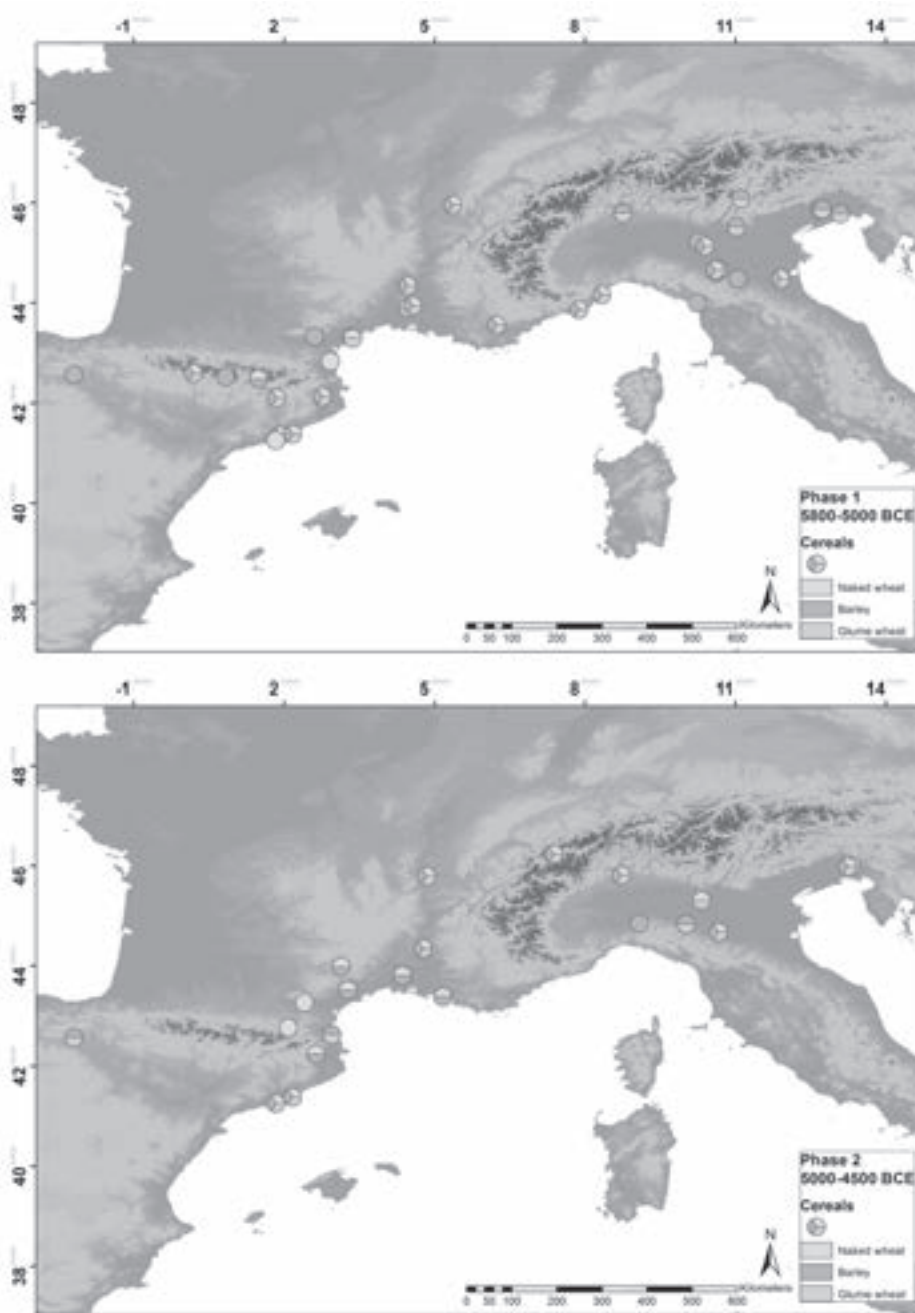 -1 2 5 8 11 14
48
46
44
42
40
38
Phase 1
5800-5000 BCE
Cereals
Naked wheat
Barley
Glume wheat
N
0 50 100 200 300 400 500 600 Kilometers
-1 2 5 8 11 14
48
46
44
42
40
38
Phase 2
5000-4500 BCE
Cereals
Naked wheat
Barley
Glume wheat
N
0 50 100 200 300 400 500 600 Kilometers